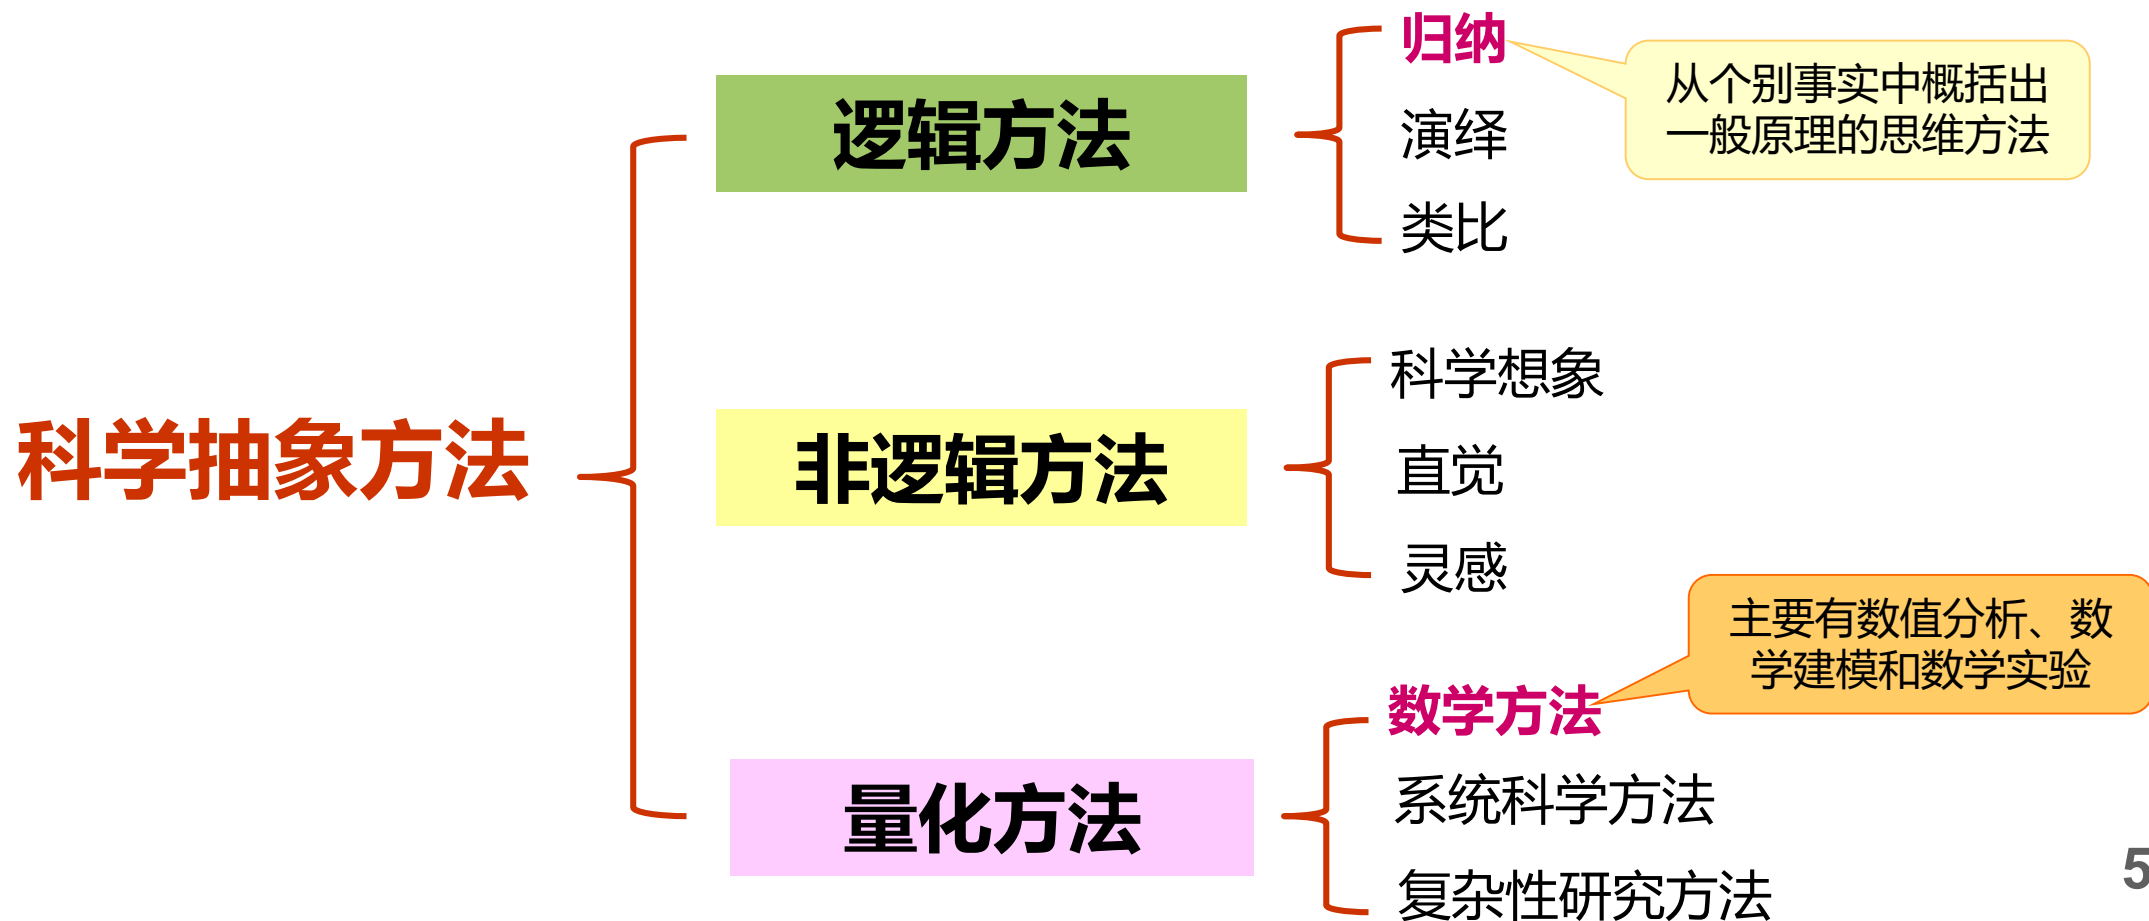 科学抽象方法
逻辑方法
归纳
演绎
类比
从个别事实中概括出
一般原理的思维方法
非逻辑方法
科学想象
直觉
灵感
量化方法
数学方法
系统科学方法
复杂性研究方法
主要有数值分析、数
学建模和数学实验
5